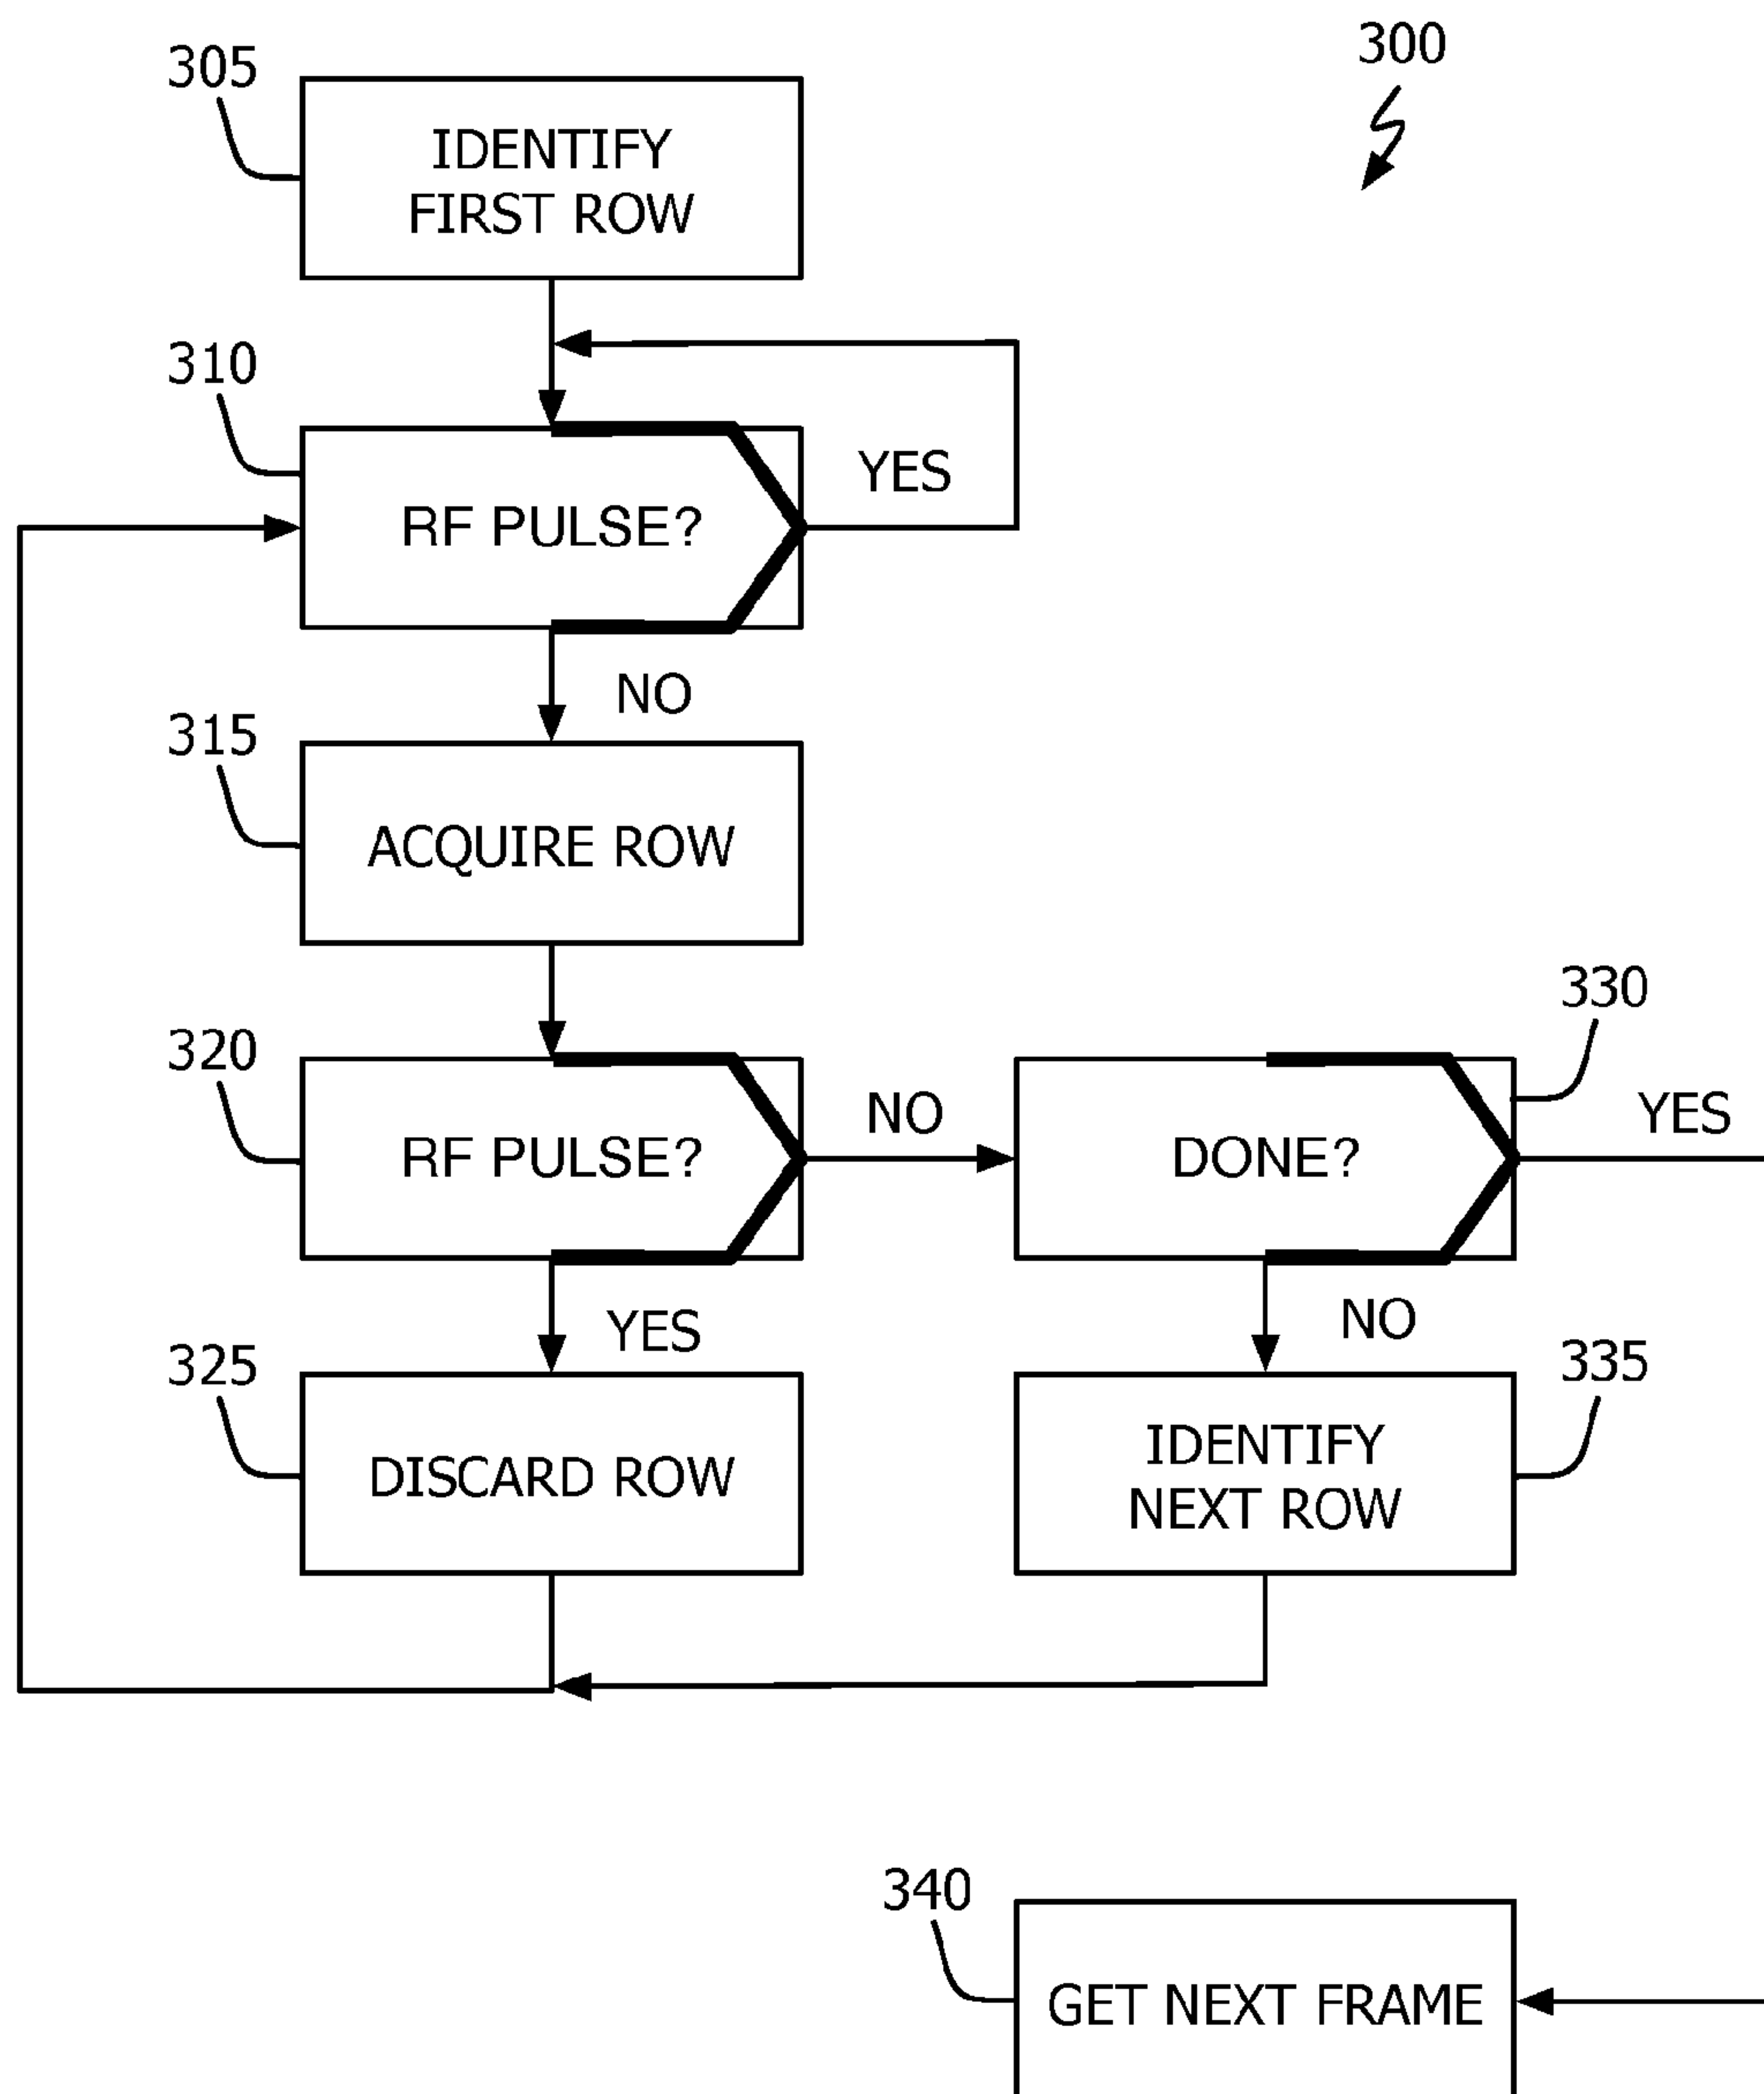 300
305
IDENTIFY
FIRST ROW
310
RF PULSE?
YES
NO
315
ACQUIRE ROW
320
RF PULSE?
NO
330
DONE?
YES
YES
NO
325
DISCARD ROW
335
IDENTIFY
NEXT ROW
340
GET NEXT FRAME